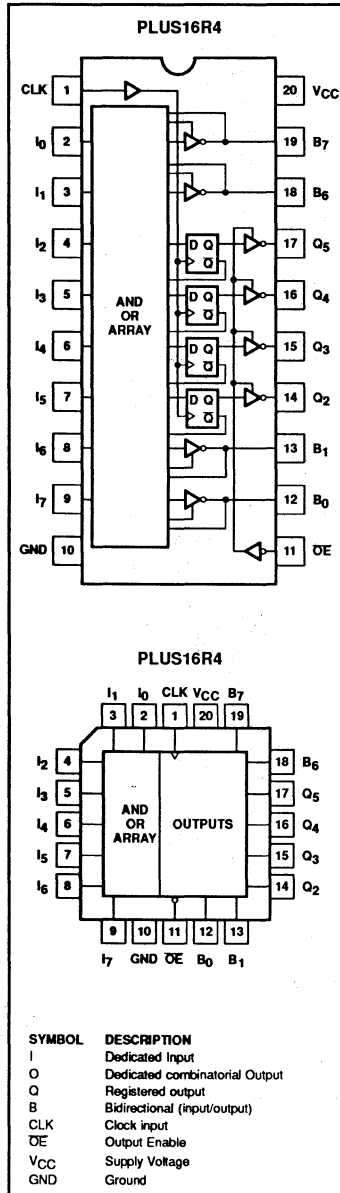 PLUS16R4
CLK 1 20 VCC
I0 2 19 B7
I1 3 18 B6
I2 4 D Q Q̅ 17 Q5
I3 5 D Q Q̅ 16 Q4
AND
OR
ARRAY
I4 6 D Q Q̅ 15 Q3
I5 7 D Q Q̅ 14 Q2
I6 8 13 B1
I7 9 12 B0
GND 10 11 O̅E̅
PLUS16R4
I1 I0 CLK VCC B7
3 2 1 20 19
I2 4 18 B6
I3 5 17 Q5
I4 6 AND OR ARRAY OUTPUTS 16 Q4
I5 7 15 Q3
I6 8 14 Q2
9 10 11 12 13
I7 GND O̅E̅ B0 B1
SYMBOL DESCRIPTION
I Dedicated Input
O Dedicated combinatorial Output
Q Registered output
B Bidirectional (input/output)
CLK Clock input
O̅E̅ Output Enable
VCC Supply Voltage
GND Ground